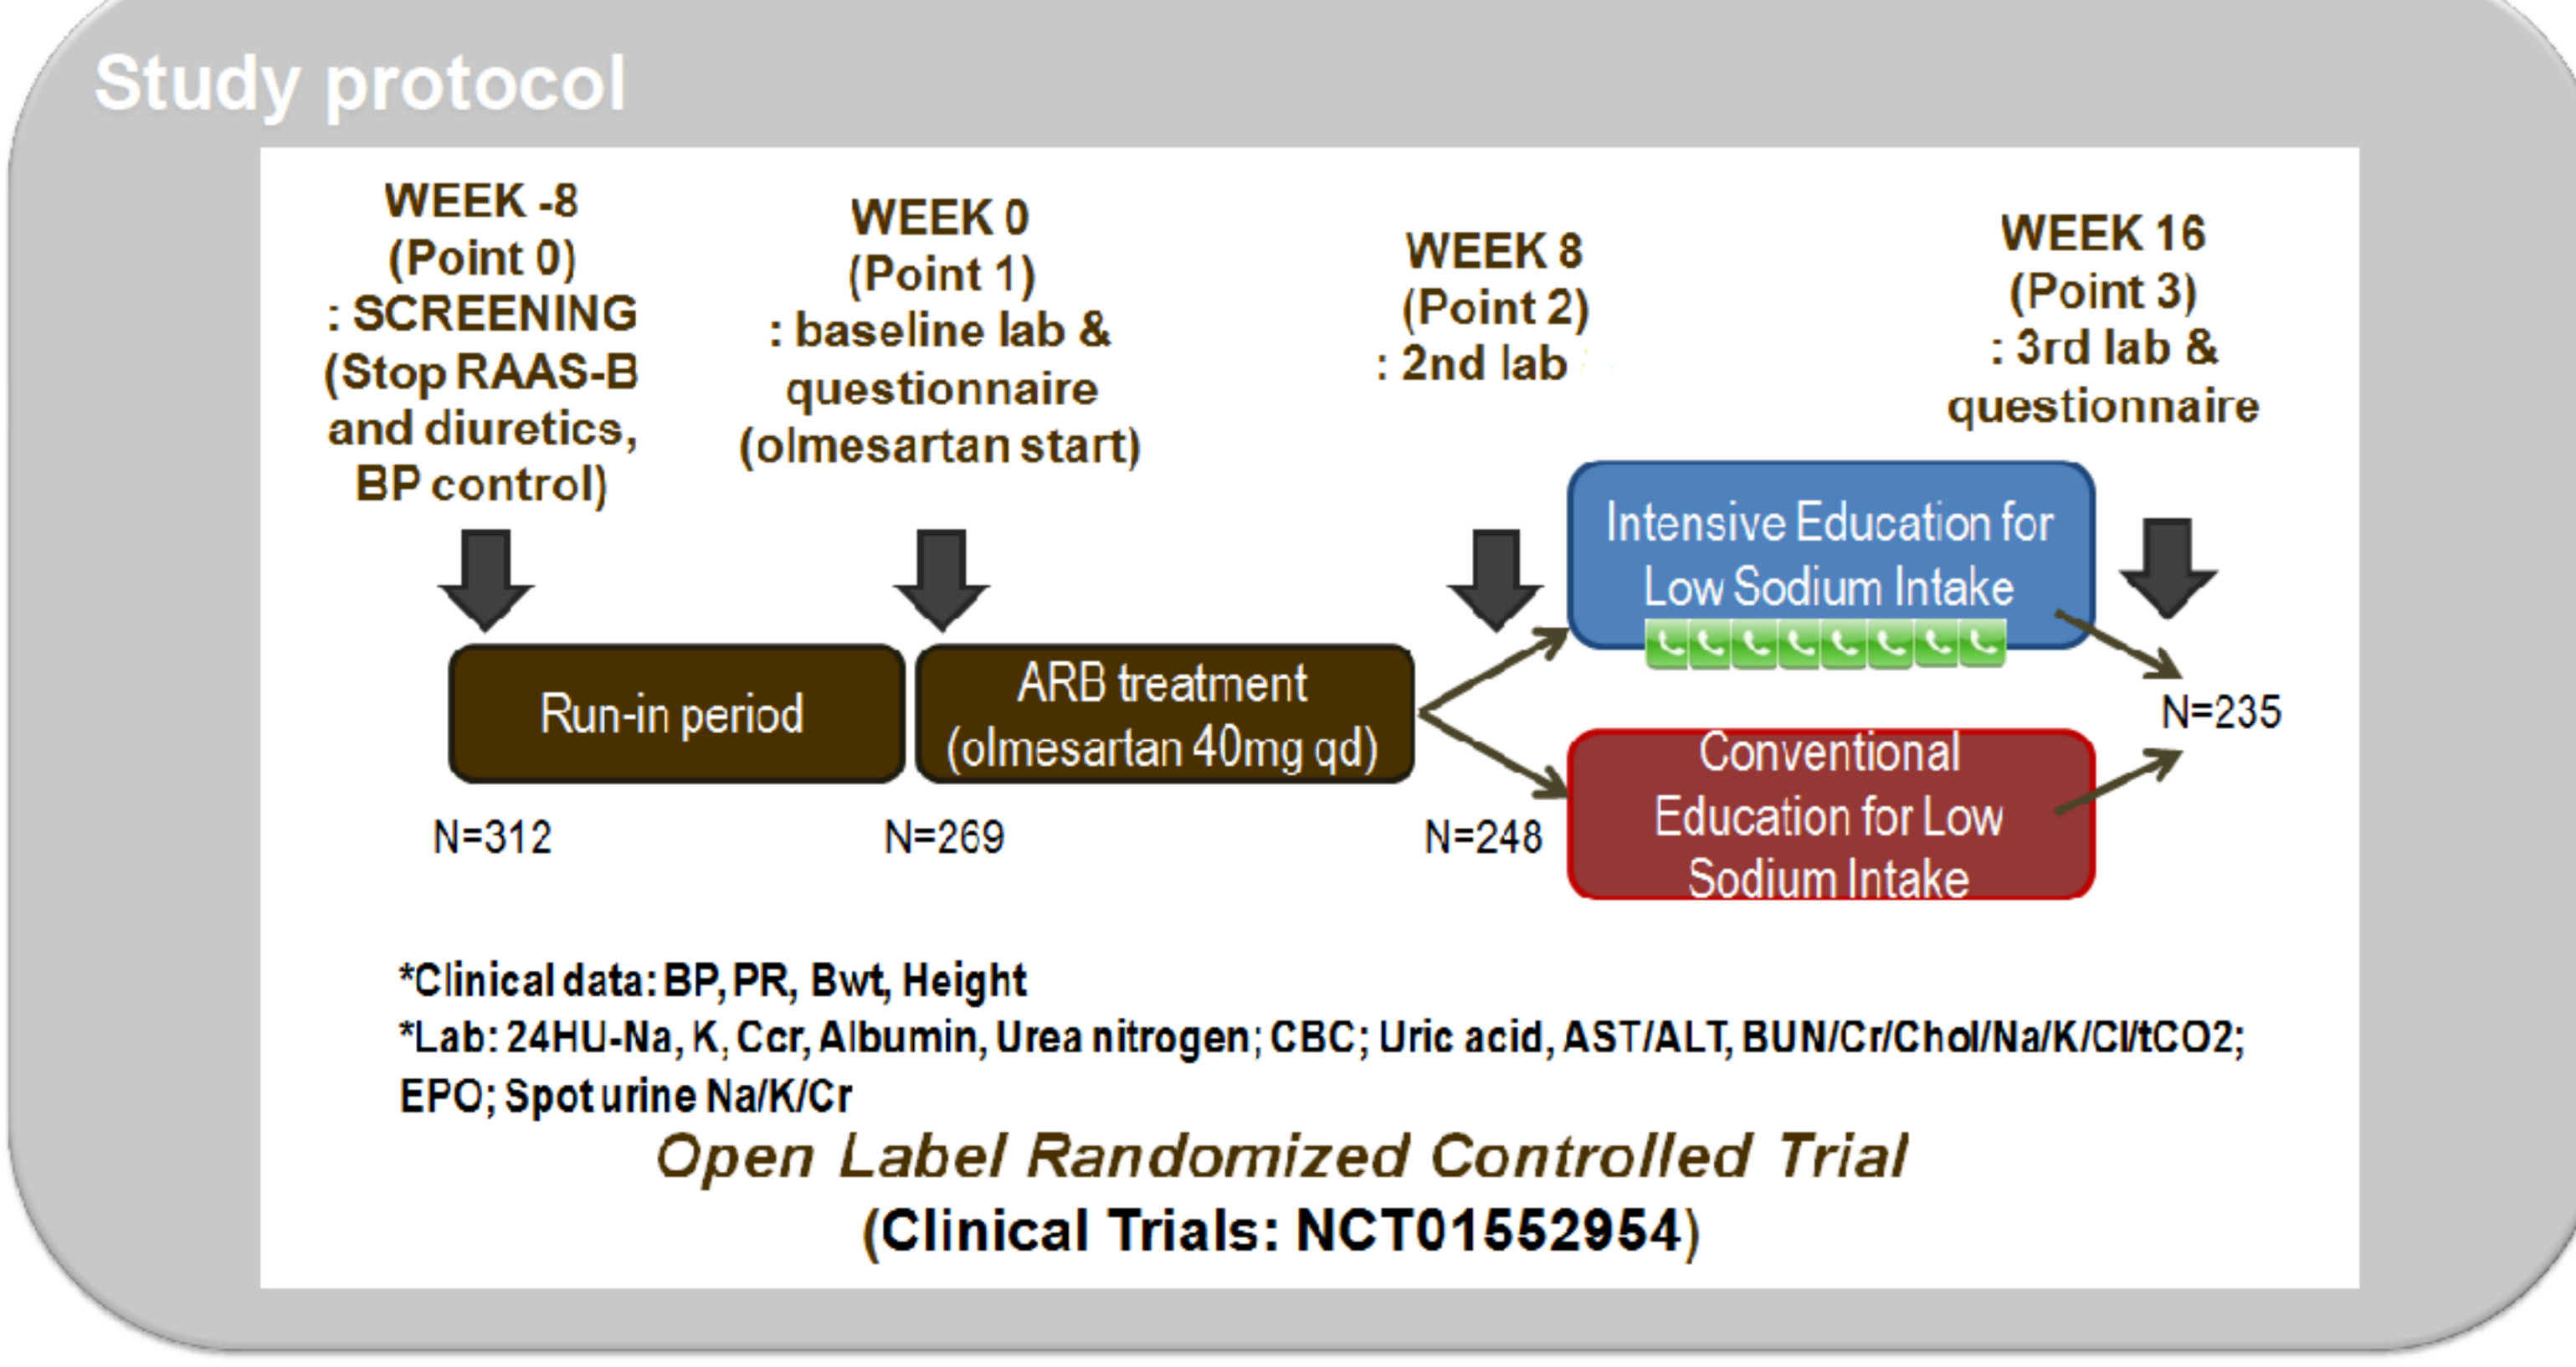 Study protocol
WEEK -8
(Point 0)
: SCREENING
(Stop RAAS-B
and diuretics,
BP control)
WEEK 0
(Point 1)
: baseline lab &
questionnaire
(olmesartan start)
WEEK 8
(Point 2)
: 2nd lab
WEEK 16
(Point 3)
: 3rd lab &
questionnaire
Run-in period
ARB treatment
(olmesartan 40mg qd)
Intensive Education for
Low Sodium Intake
Conventional
Education for Low
Sodium Intake
N=312
N=269
N=248
N=235
*Clinical data: BP, PR, Bwt, Height
*Lab: 24HU-Na, K, Ccr, Albumin, Urea nitrogen; CBC; Uric acid, AST/ALT, BUN/Cr/Chol/Na/K/Cl/tCO2;
EPO; Spot urine Na/K/Cr
Open Label Randomized Controlled Trial
(Clinical Trials: NCT01552954)